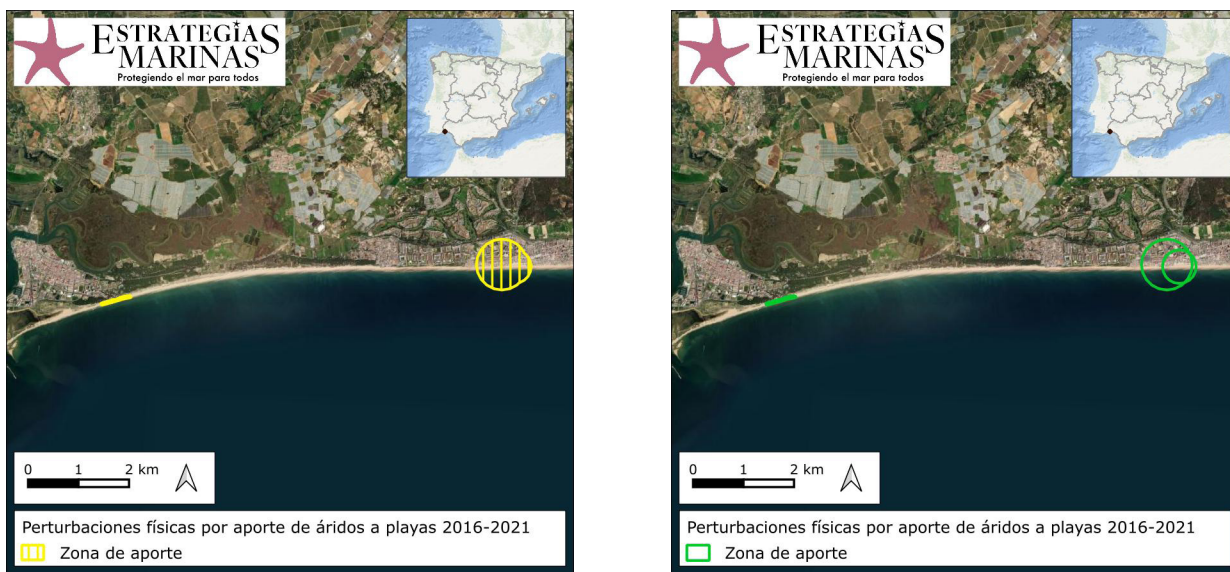 ESTRATEGIAS
MARINAS
Protegiendo el mar para todos
0 1 2 km
Perturbaciones físicas por aporte de áridos a playas 2016-2021
Zona de aporte
ESTRATEGIAS
MARINAS
Protegiendo el mar para todos
0 1 2 km
Perturbaciones físicas por aporte de áridos a playas 2016-2021
Zona de aporte